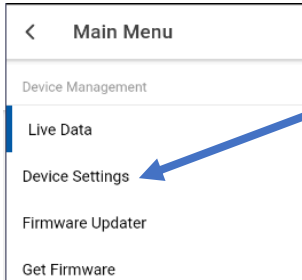 Main Menu
Device Management
Live Data
Device Settings
Firmware Updater
Get Firmware